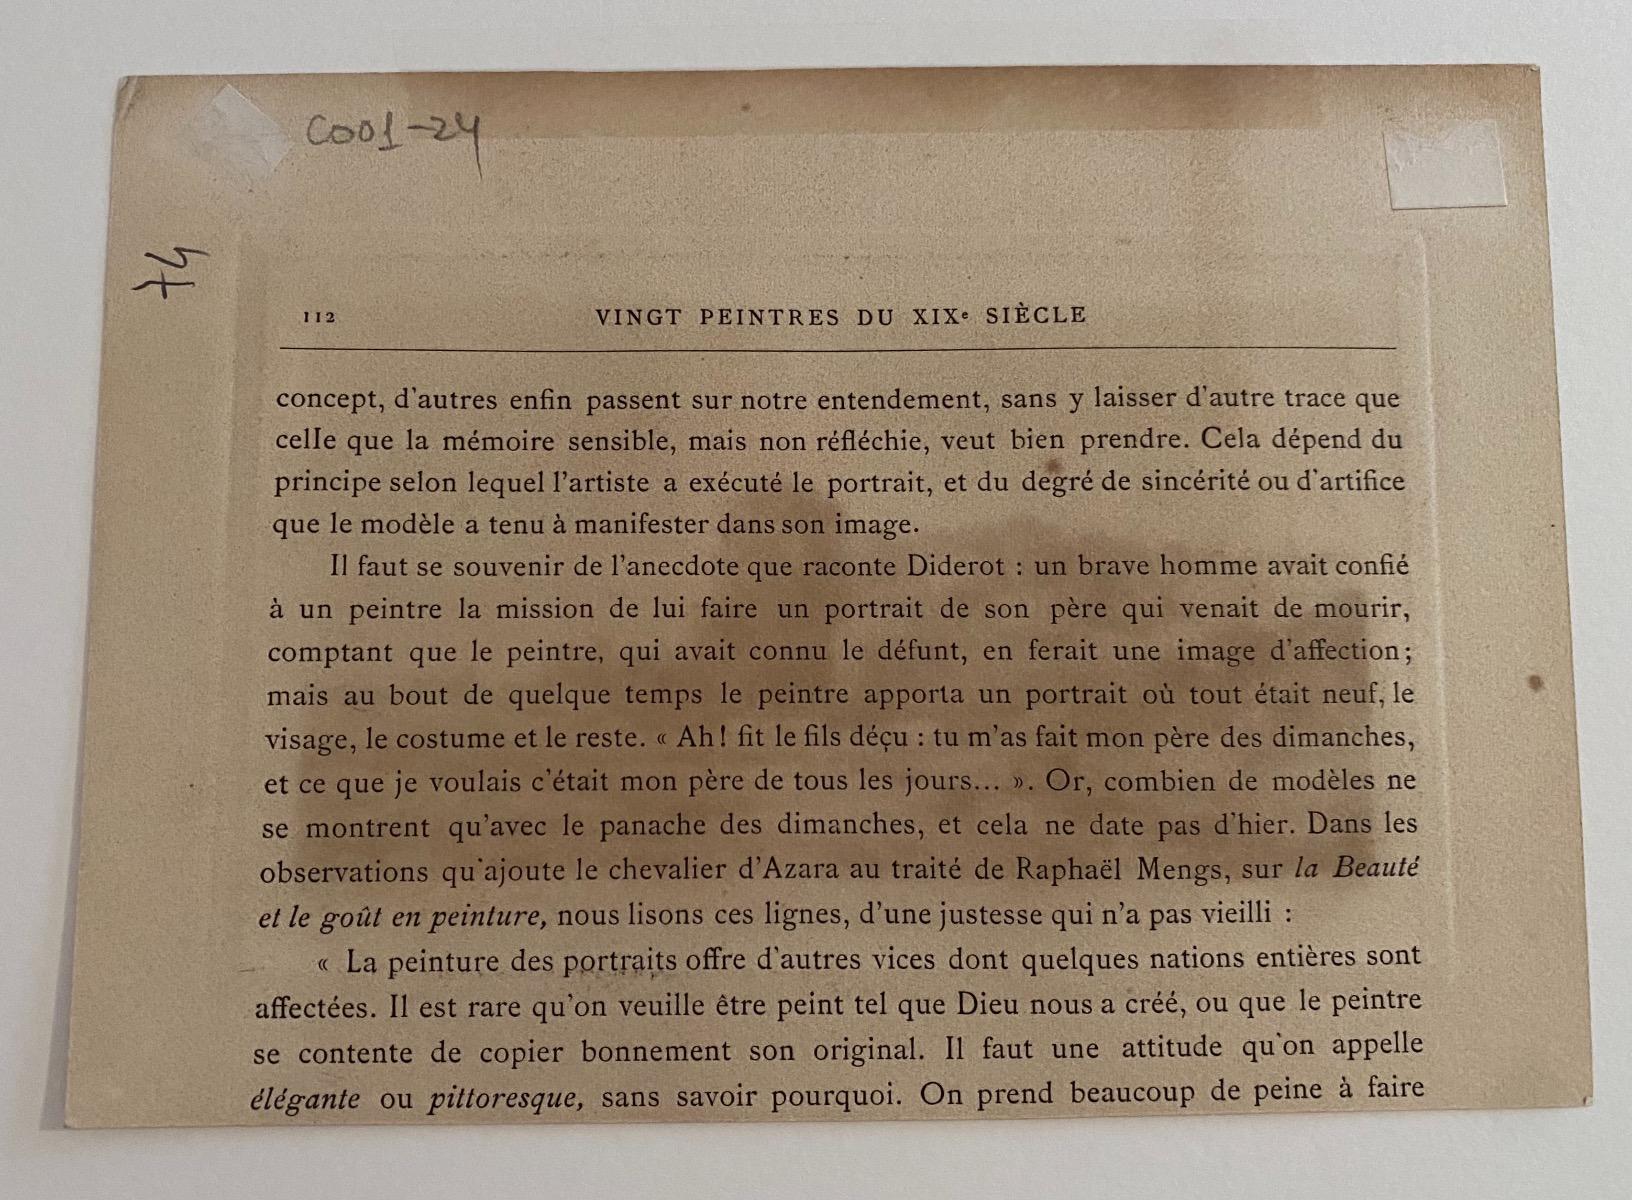 C001-24
74
112 VINGT PEINTRES DU XIXe SIÈCLE
concept, d'autres enfin passent sur notre entendement, sans y laisser d'autre trace que
celle que la mémoire sensible, mais non réfléchie, veut bien prendre. Cela dépend du
principe selon lequel l'artiste a exécuté le portrait, et du degré de sincérité ou d'artifice
que le modèle a tenu à manifester dans son image.
Il faut se souvenir de l'anecdote que raconte Diderot : un brave homme avait confié
à un peintre la mission de lui faire un portrait de son père qui venait de mourir,
comptant que le peintre, qui avait connu le défunt, en ferait une image d'affection;
mais au bout de quelque temps le peintre apporta un portrait où tout était neuf, le
visage, le costume et le reste. « Ah! fit le fils déçu : tu m'as fait mon père des dimanches,
et ce que je voulais c'était mon père de tous les jours... ». Or, combien de modèles ne
se montrent qu'avec le panache des dimanches, et cela ne date pas d'hier. Dans les
observations qu'ajoute le chevalier d'Azara au traité de Raphaël Mengs, sur la Beauté
et le goût en peinture, nous lisons ces lignes, d'une justesse qui n'a pas vieilli :
« La peinture des portraits offre d'autres vices dont quelques nations entières sont
affectées. Il est rare qu'on veuille être peint tel que Dieu nous a créé, ou que le peintre
se contente de copier bonnement son original. Il faut une attitude qu'on appelle
élégante ou pittoresque, sans savoir pourquoi. On prend beaucoup de peine à faire